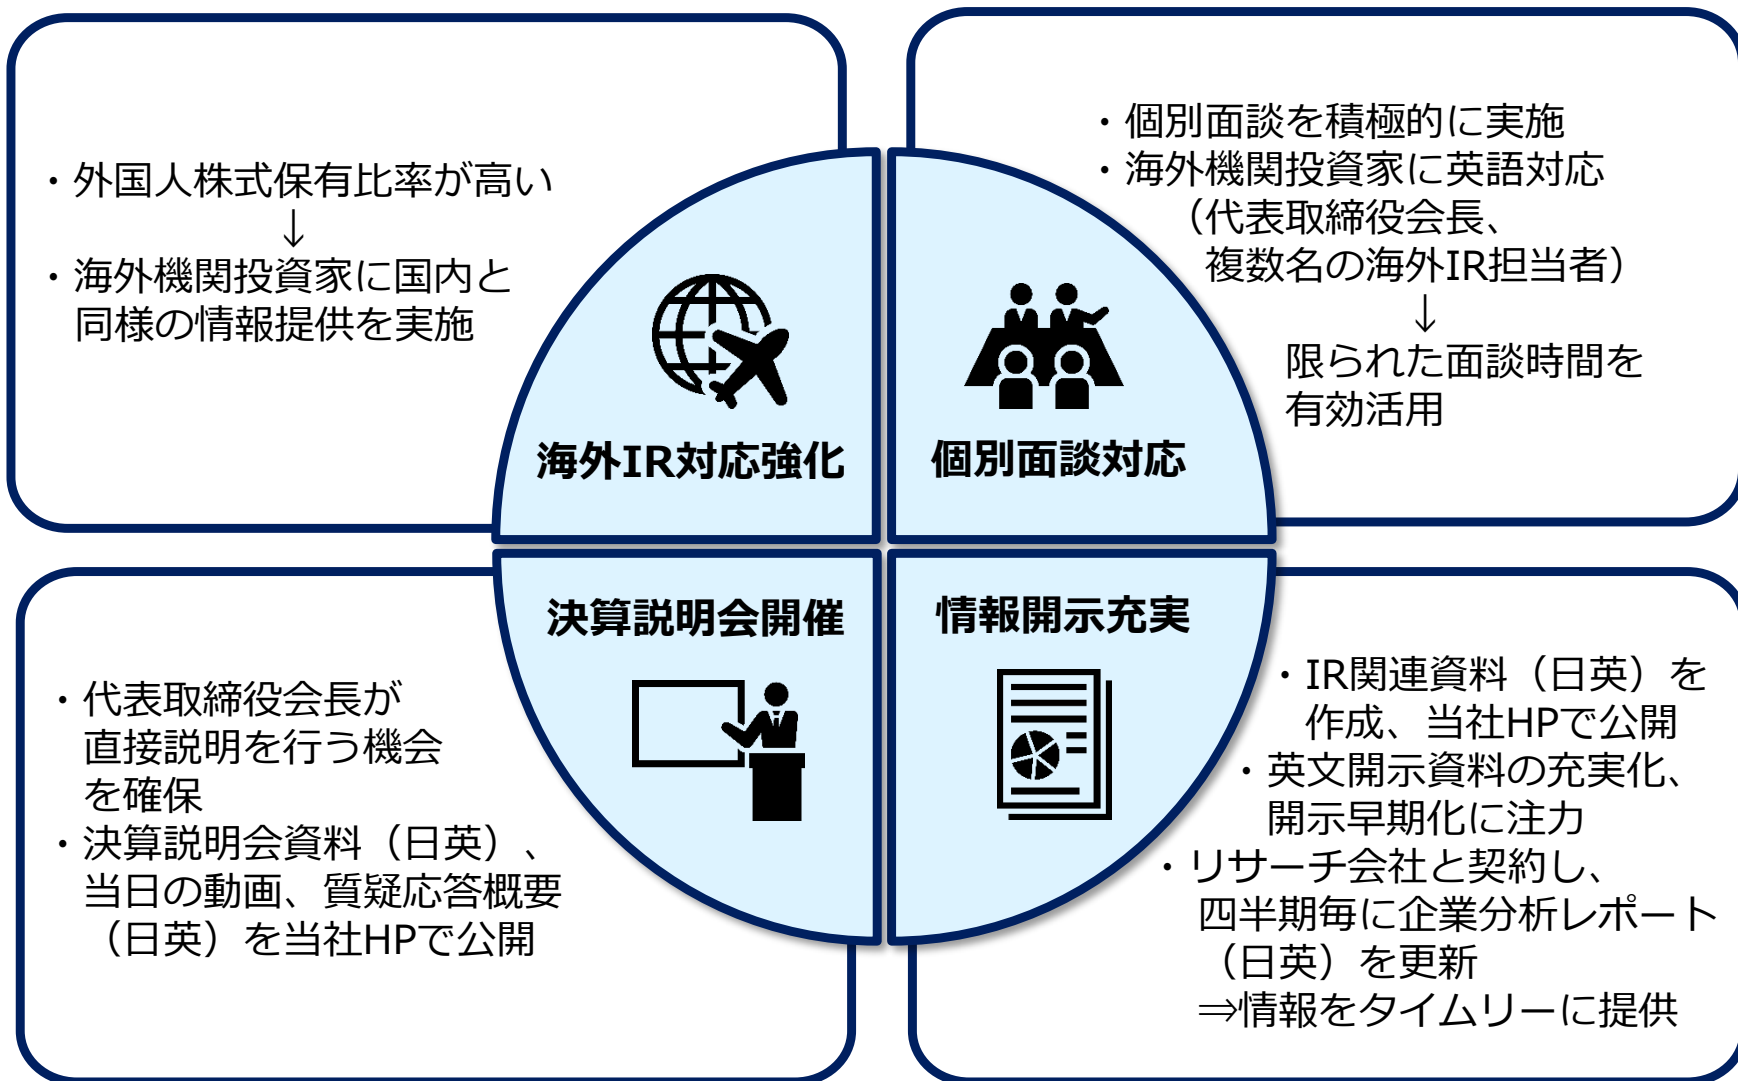 ・外国人株式保有比率が高い
↓
・海外機関投資家に国内と
同様の情報提供を実施
海外IR対応強化
・個別面談を積極的に実施
・海外機関投資家に英語対応
（代表取締役会長、
複数名の海外IR担当者）
↓
限られた面談時間を
有効活用
個別面談対応
決算説明会開催
・代表取締役会長が
直接説明を行う機会
を確保
・決算説明会資料（日英）、
当日の動画、質疑応答概要
（日英）を当社HPで公開
情報開示充実
・IR関連資料（日英）を
作成、当社HPで公開
・英文開示資料の充実化、
開示早期化に注力
・リサーチ会社と契約し、
四半期毎に企業分析レポート
（日英）を更新
⇒情報をタイムリーに提供